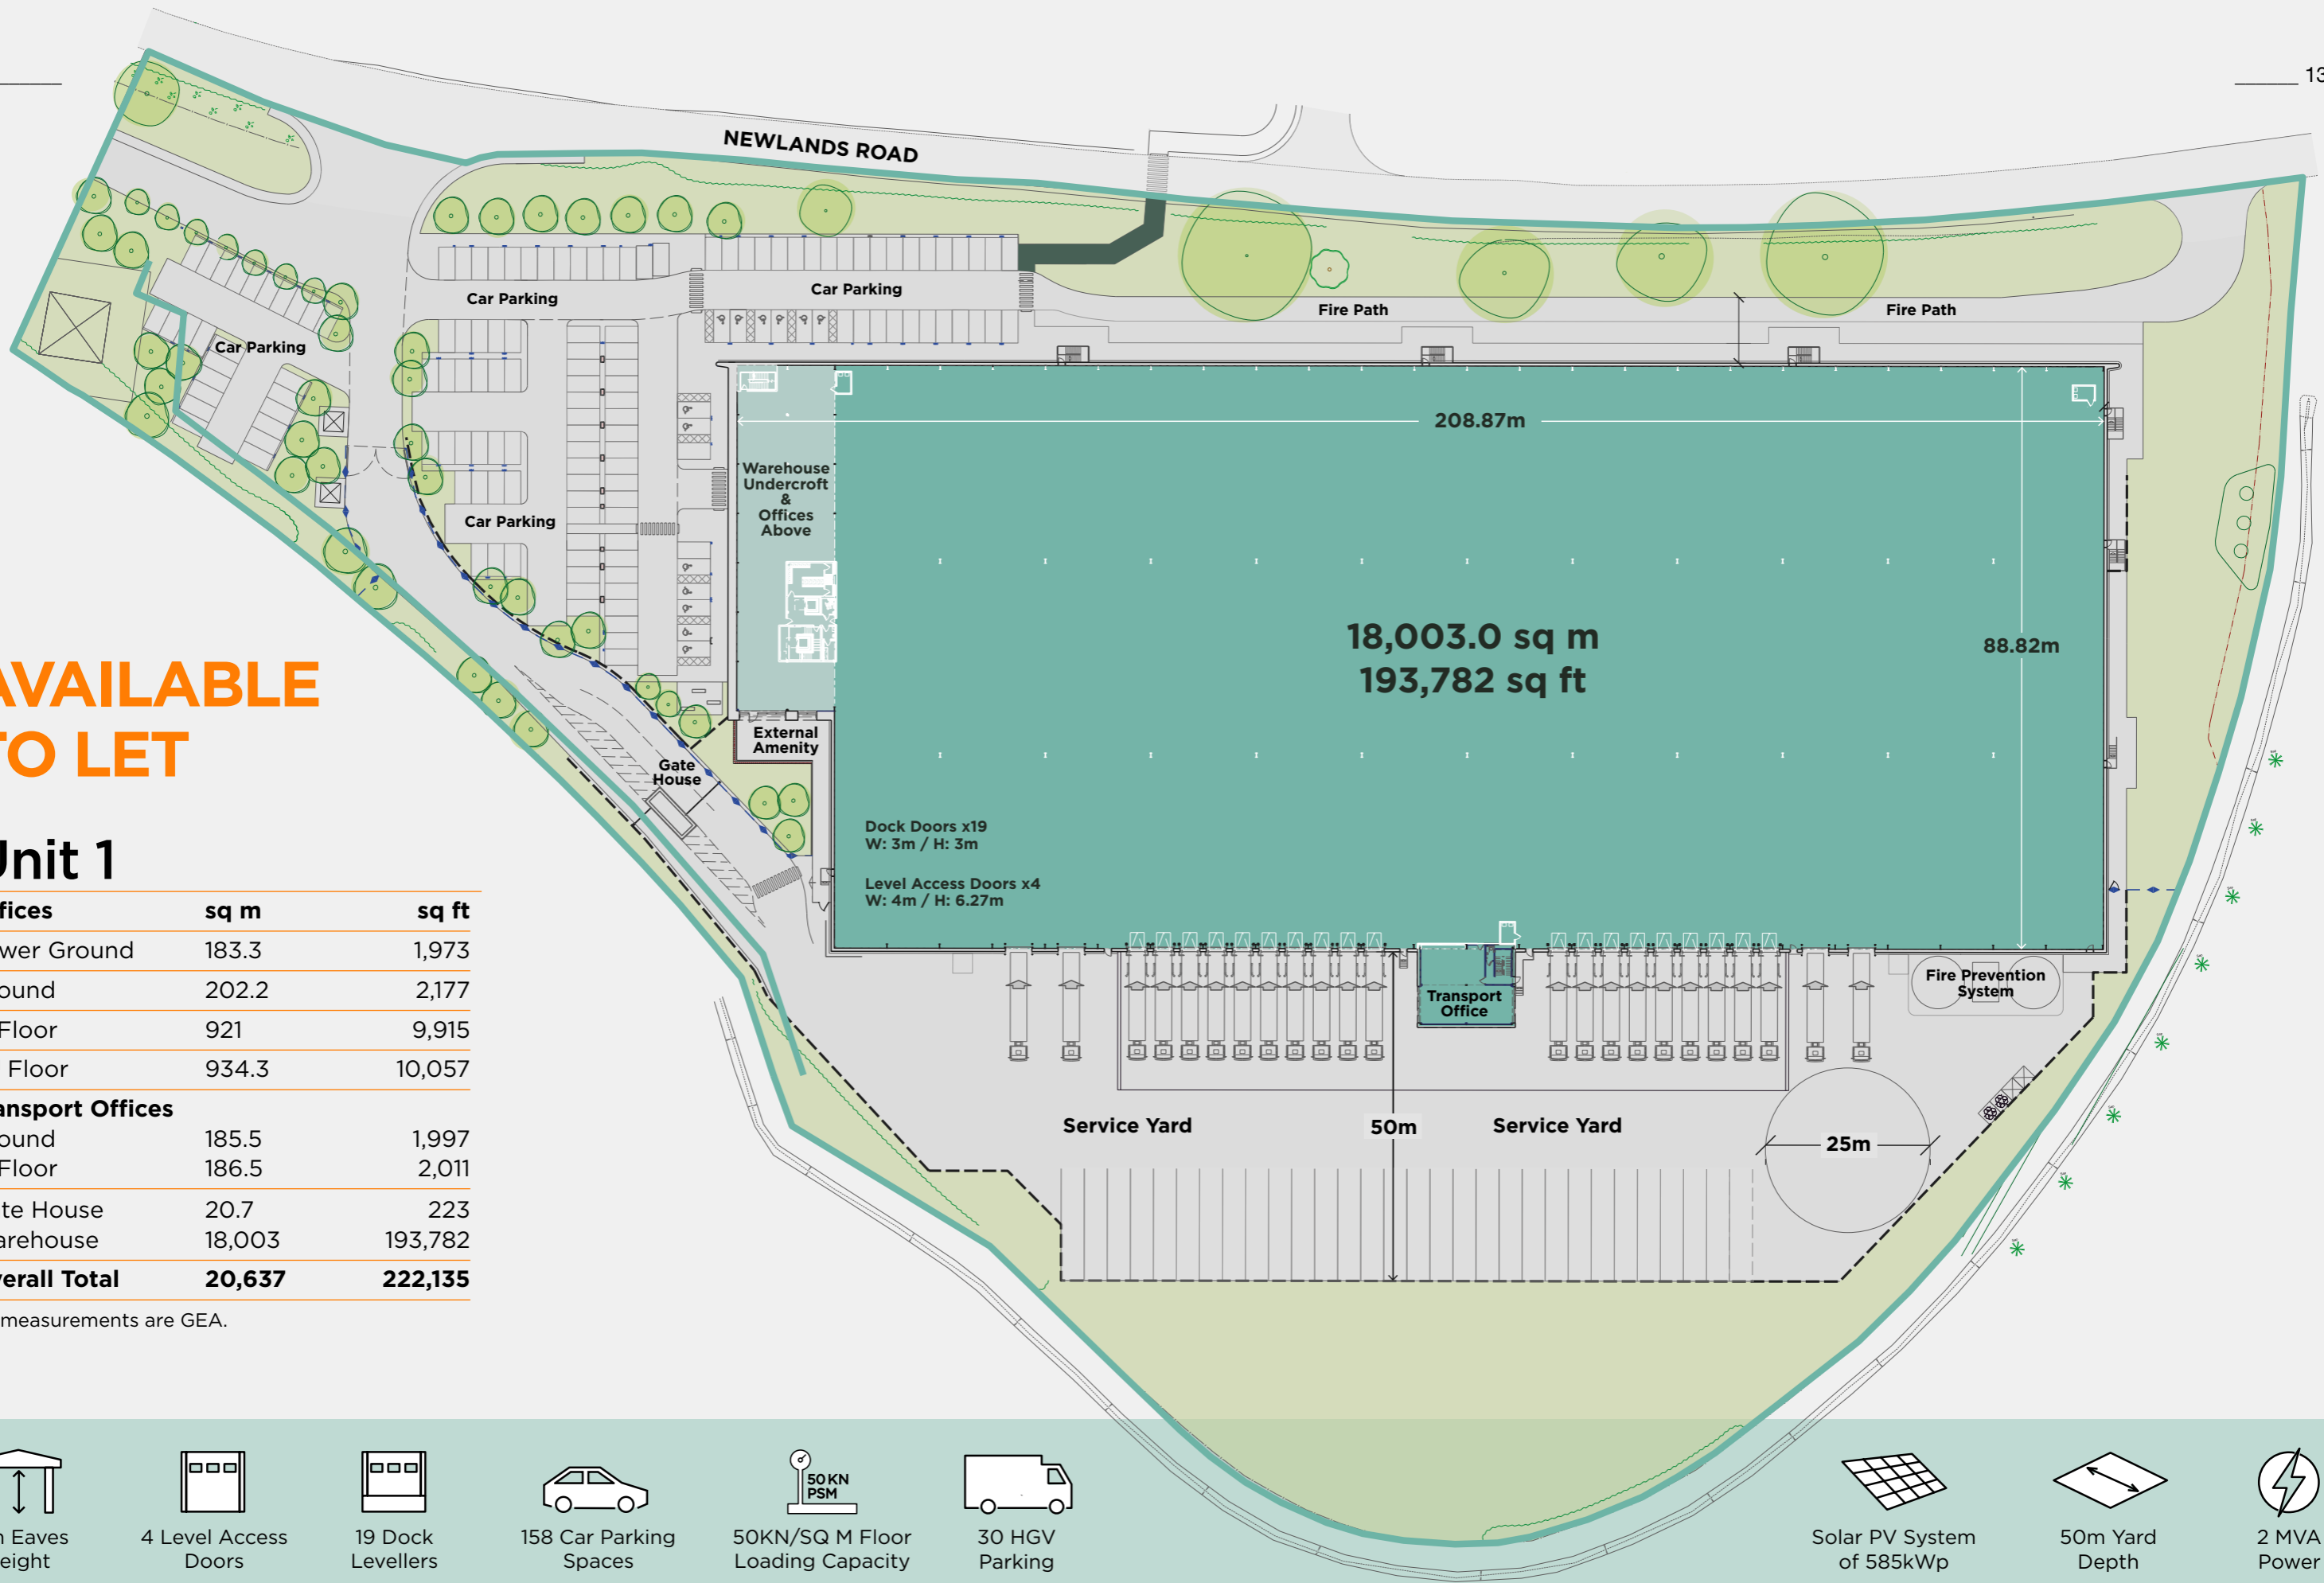 13
NEWLANDS ROAD
Car Parking
Car Parking
Car Parking
Fire Path
Fire Path
208.87m
Warehouse
Undercroft
&
Offices
Above
Car Parking
18,003.0 sq m
193,782 sq ft
88.82m
AVAILABLE
TO LET
External
Amenity
Gate
House
Dock Doors x19
W: 3m / H: 3m
Level Access Doors x4
W: 4m / H: 6.27m
Transport
Office
Fire Prevention
System
Service Yard
50m
Service Yard
25m
Unit 1
fices sq m sq ft
wer Ground 183.3 1,973
ound 202.2 2,177
Floor 921 9,915
Floor 934.3 10,057
ansport Offices
ound 185.5 1,997
Floor 186.5 2,011
te House 20.7 223
arehouse 18,003 193,782
verall Total 20,637 222,135
measurements are GEA.
Eaves
eight
4 Level Access
Doors
19 Dock
Levellers
158 Car Parking
Spaces
50 KN
PSM
50KN/SQ M Floor
Loading Capacity
30 HGV
Parking
Solar PV System
of 585kWp
50m Yard
Depth
2 MVA
Power